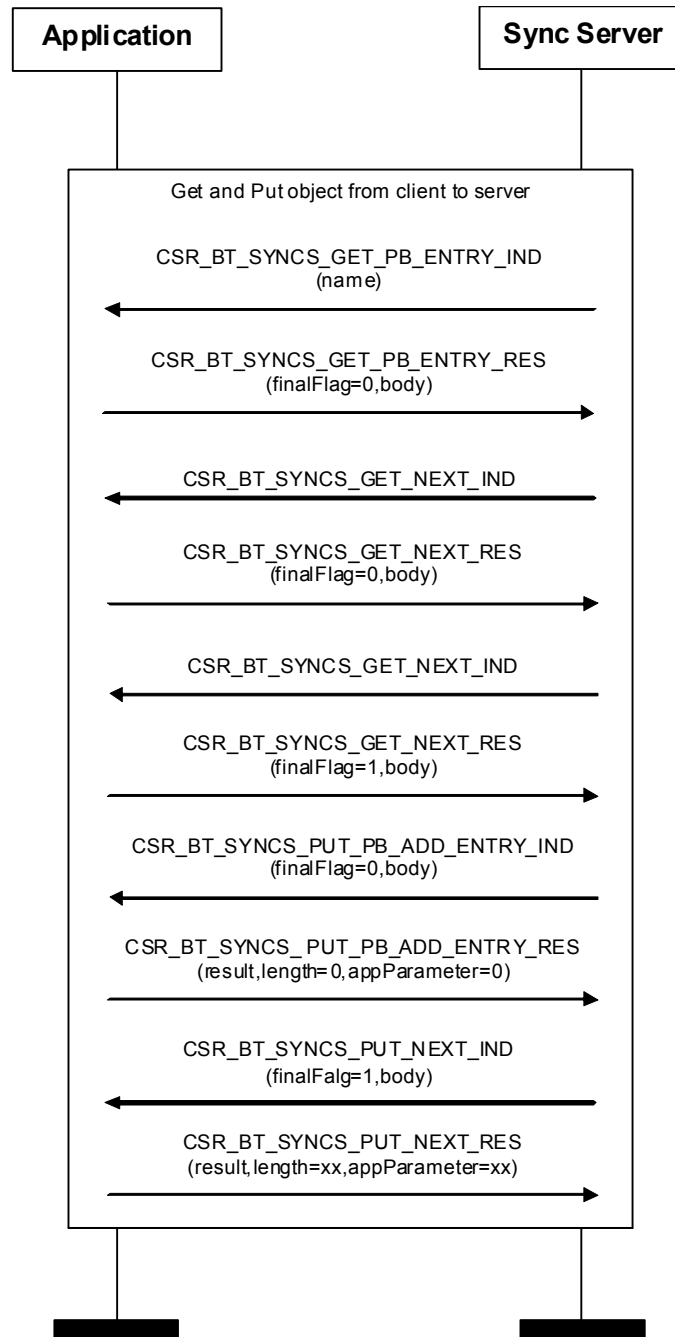 Application
Sync Server
Get and Put object from client to server
CSR_BT_SYNCS_GET_PB_ENTRY_IND
(name)
CSR_BT_SYNCS_GET_PB_ENTRY_RES
(finalFlag=0,body)
CSR_BT_SYNCS_GET_NEXT_IND
CSR_BT_SYNCS_GET_NEXT_RES
(finalFlag=0,body)
CSR_BT_SYNCS_GET_NEXT_IND
CSR_BT_SYNCS_GET_NEXT_RES
(finalFlag=1,body)
CSR_BT_SYNCS_PUT_PB_ADD_ENTRY_IND
(finalFlag=0,body)
CSR_BT_SYNCS_PUT_PB_ADD_ENTRY_RES
(result,length=0,appParameter=0)
CSR_BT_SYNCS_PUT_NEXT_IND
(finalFalg=1,body)
CSR_BT_SYNCS_PUT_NEXT_RES
(result,length=xx,appParameter=xx)